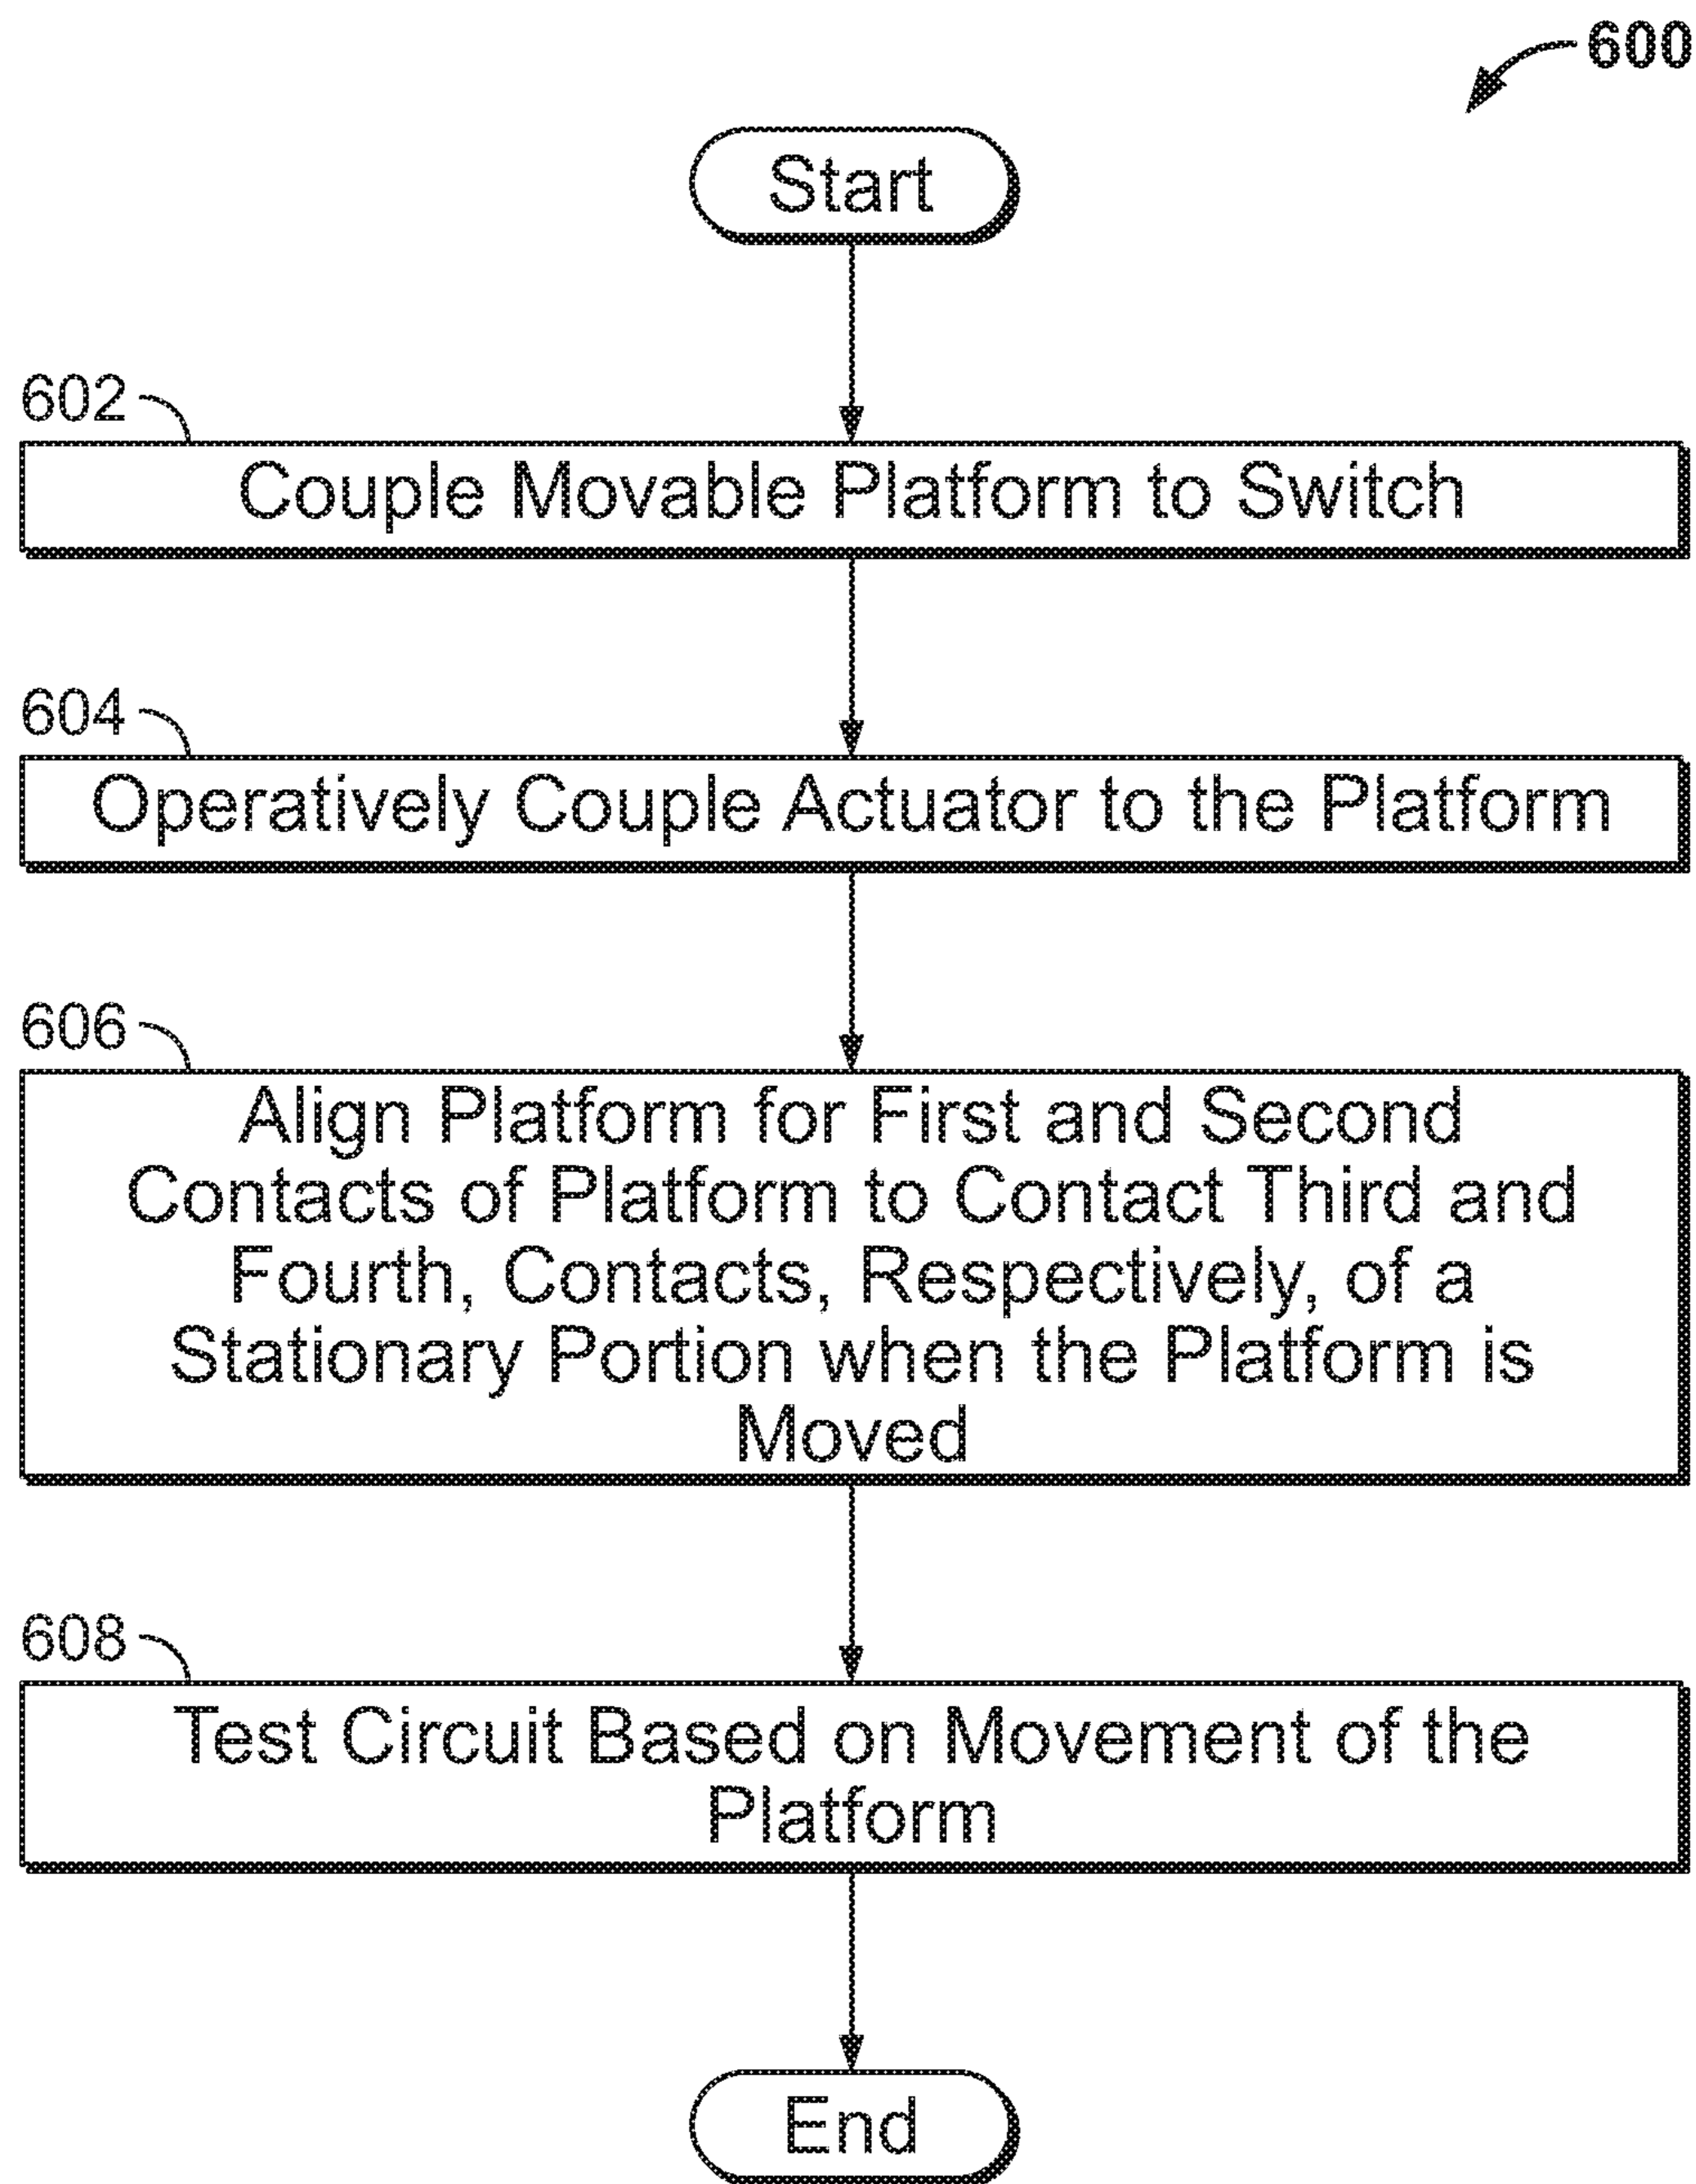 600
Start
602
Couple Movable Platform to Switch
604
Operatively Couple Actuator to the Platform
606
Align Platform for First and Second
Contacts of Platform to Contact Third and
Fourth, Contacts, Respectively, of a
Stationary Portion when the Platform is
Moved
608
Test Circuit Based on Movement of the
Platform
End